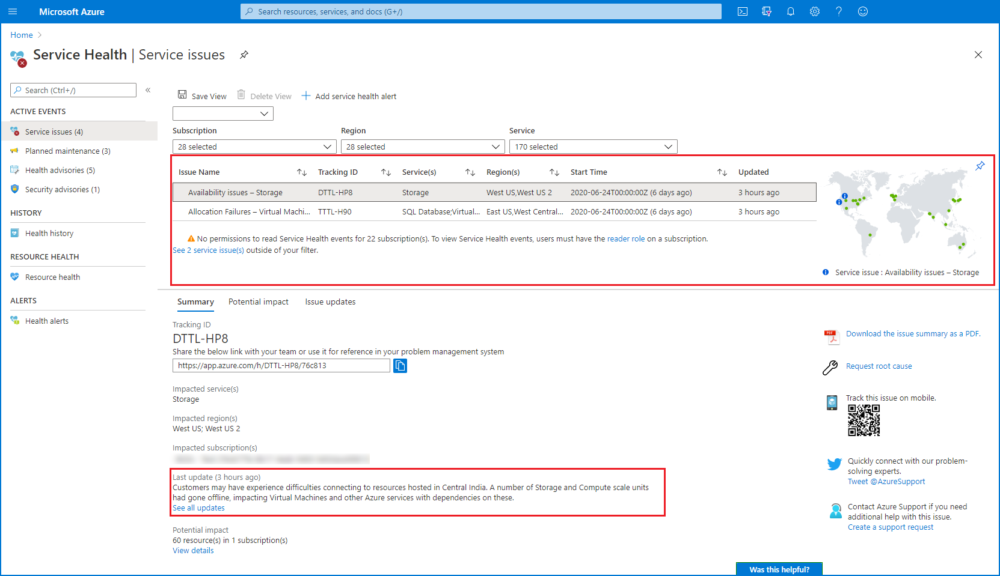 Microsoft Azure
Search resources, services, and docs (G+/)
Home
Service Health | Service issues
Search (Ctrl+/)
«
ACTIVE EVENTS
Service issues (4)
Planned maintenance (3)
Health advisories (5)
Security advisories (1)
HISTORY
Health history
RESOURCE HEALTH
Resource health
ALERTS
Health alerts
Save View
Delete View
Add service health alert
Subscription Region Service
28 selected 28 selected 170 selected
Issue Name Tracking ID Service(s) Region(s) Start Time Updated
Availability issues – Storage DTTL-HP8 Storage West US,West US 2 2020-06-24T00:00:00Z (6 days ago) 3 hours ago
Allocation Failures – Virtual Machi... TTTL-H90 SQL Database;Virtual... East US,West Central... 2020-06-24T00:00:00Z (6 days ago) 3 hours ago
No permissions to read Service Health events for 22 subscription(s). To view Service Health events, users must have the reader role on a subscription.
See 2 service issue(s) outside of your filter.
Service issue : Availability issues – Storage
Summary Potential impact Issue updates
Tracking ID
DTTL-HP8
Share the below link with your team or use it for reference in your problem management system
https://app.azure.com/h/DTTL-HP8/76c813
Impacted service(s)
Storage
Impacted region(s)
West US; West US 2
Impacted subscription(s)
Last update (3 hours ago)
Customers may have experience difficulties connecting to resources hosted in Central India. A number of Storage and Compute scale units
had gone offline, impacting Virtual Machines and other Azure services with dependencies on these.
See all updates
Potential impact
60 resource(s) in 1 subscription(s)
View details
PDF
Download the issue summary as a PDF.
Request root cause
Track this issue on mobile.
Quickly connect with our problem-
solving experts.
Tweet @AzureSupport
Contact Azure Support if you need
additional help with this issue.
Create a support request
Was this helpful?